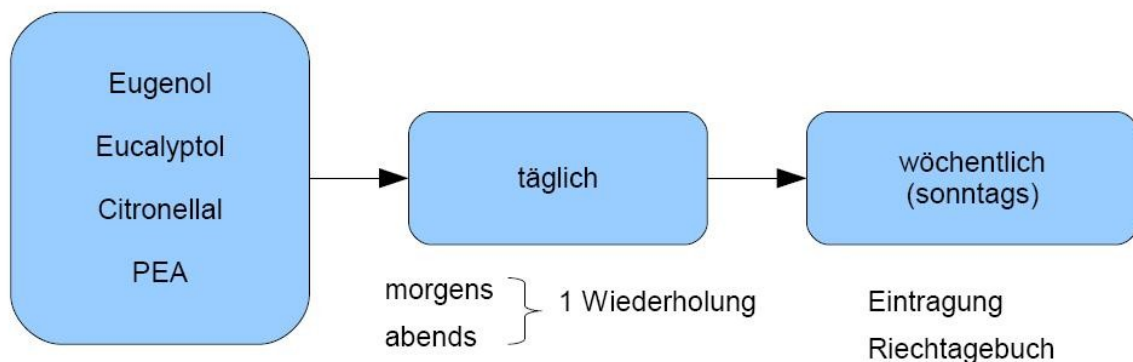 Eugenol
Eucalyptol
Citronellal
PEA
täglich
wöchentlich
(sonntags)
morgens
abends
1 Wiederholung
Eintragung
Riechtagebuch